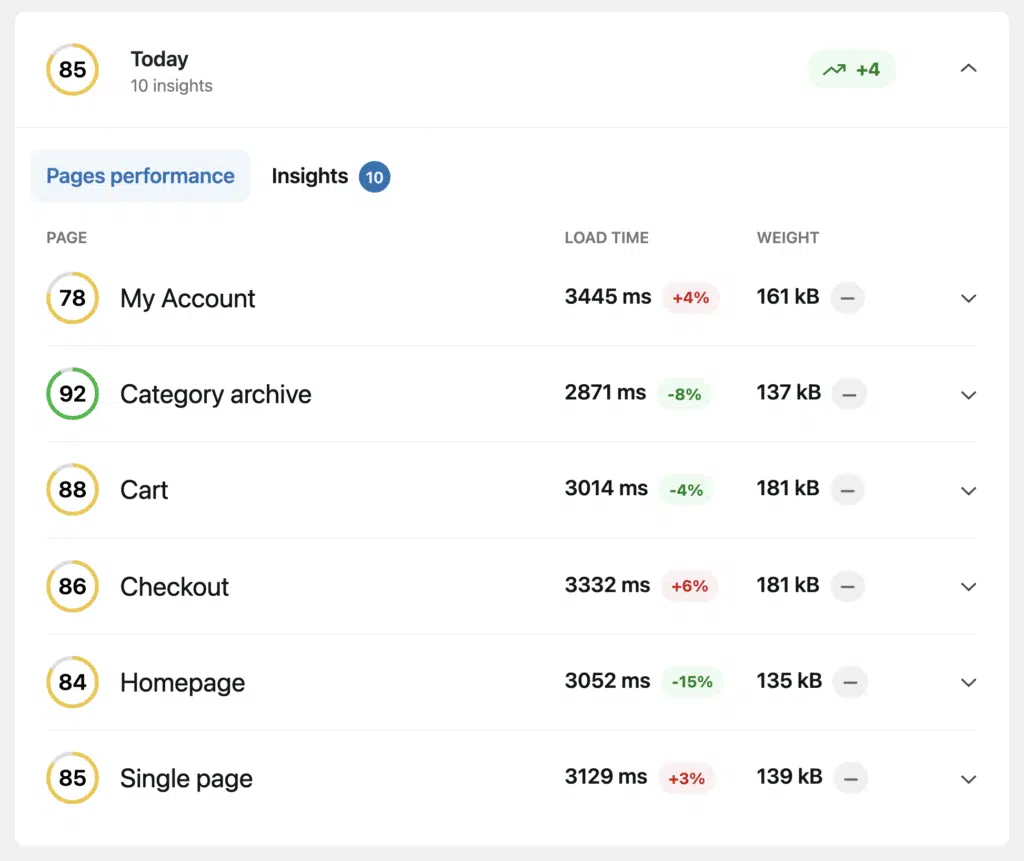 85 Today +4
10 insights
Pages performance Insights 10
PAGE LOAD TIME WEIGHT
78 My Account 3445 ms +4% 161 kB –
92 Category archive 2871 ms -8% 137 kB –
88 Cart 3014 ms -4% 181 kB –
86 Checkout 3332 ms +6% 181 kB –
84 Homepage 3052 ms -15% 135 kB –
85 Single page 3129 ms +3% 139 kB –